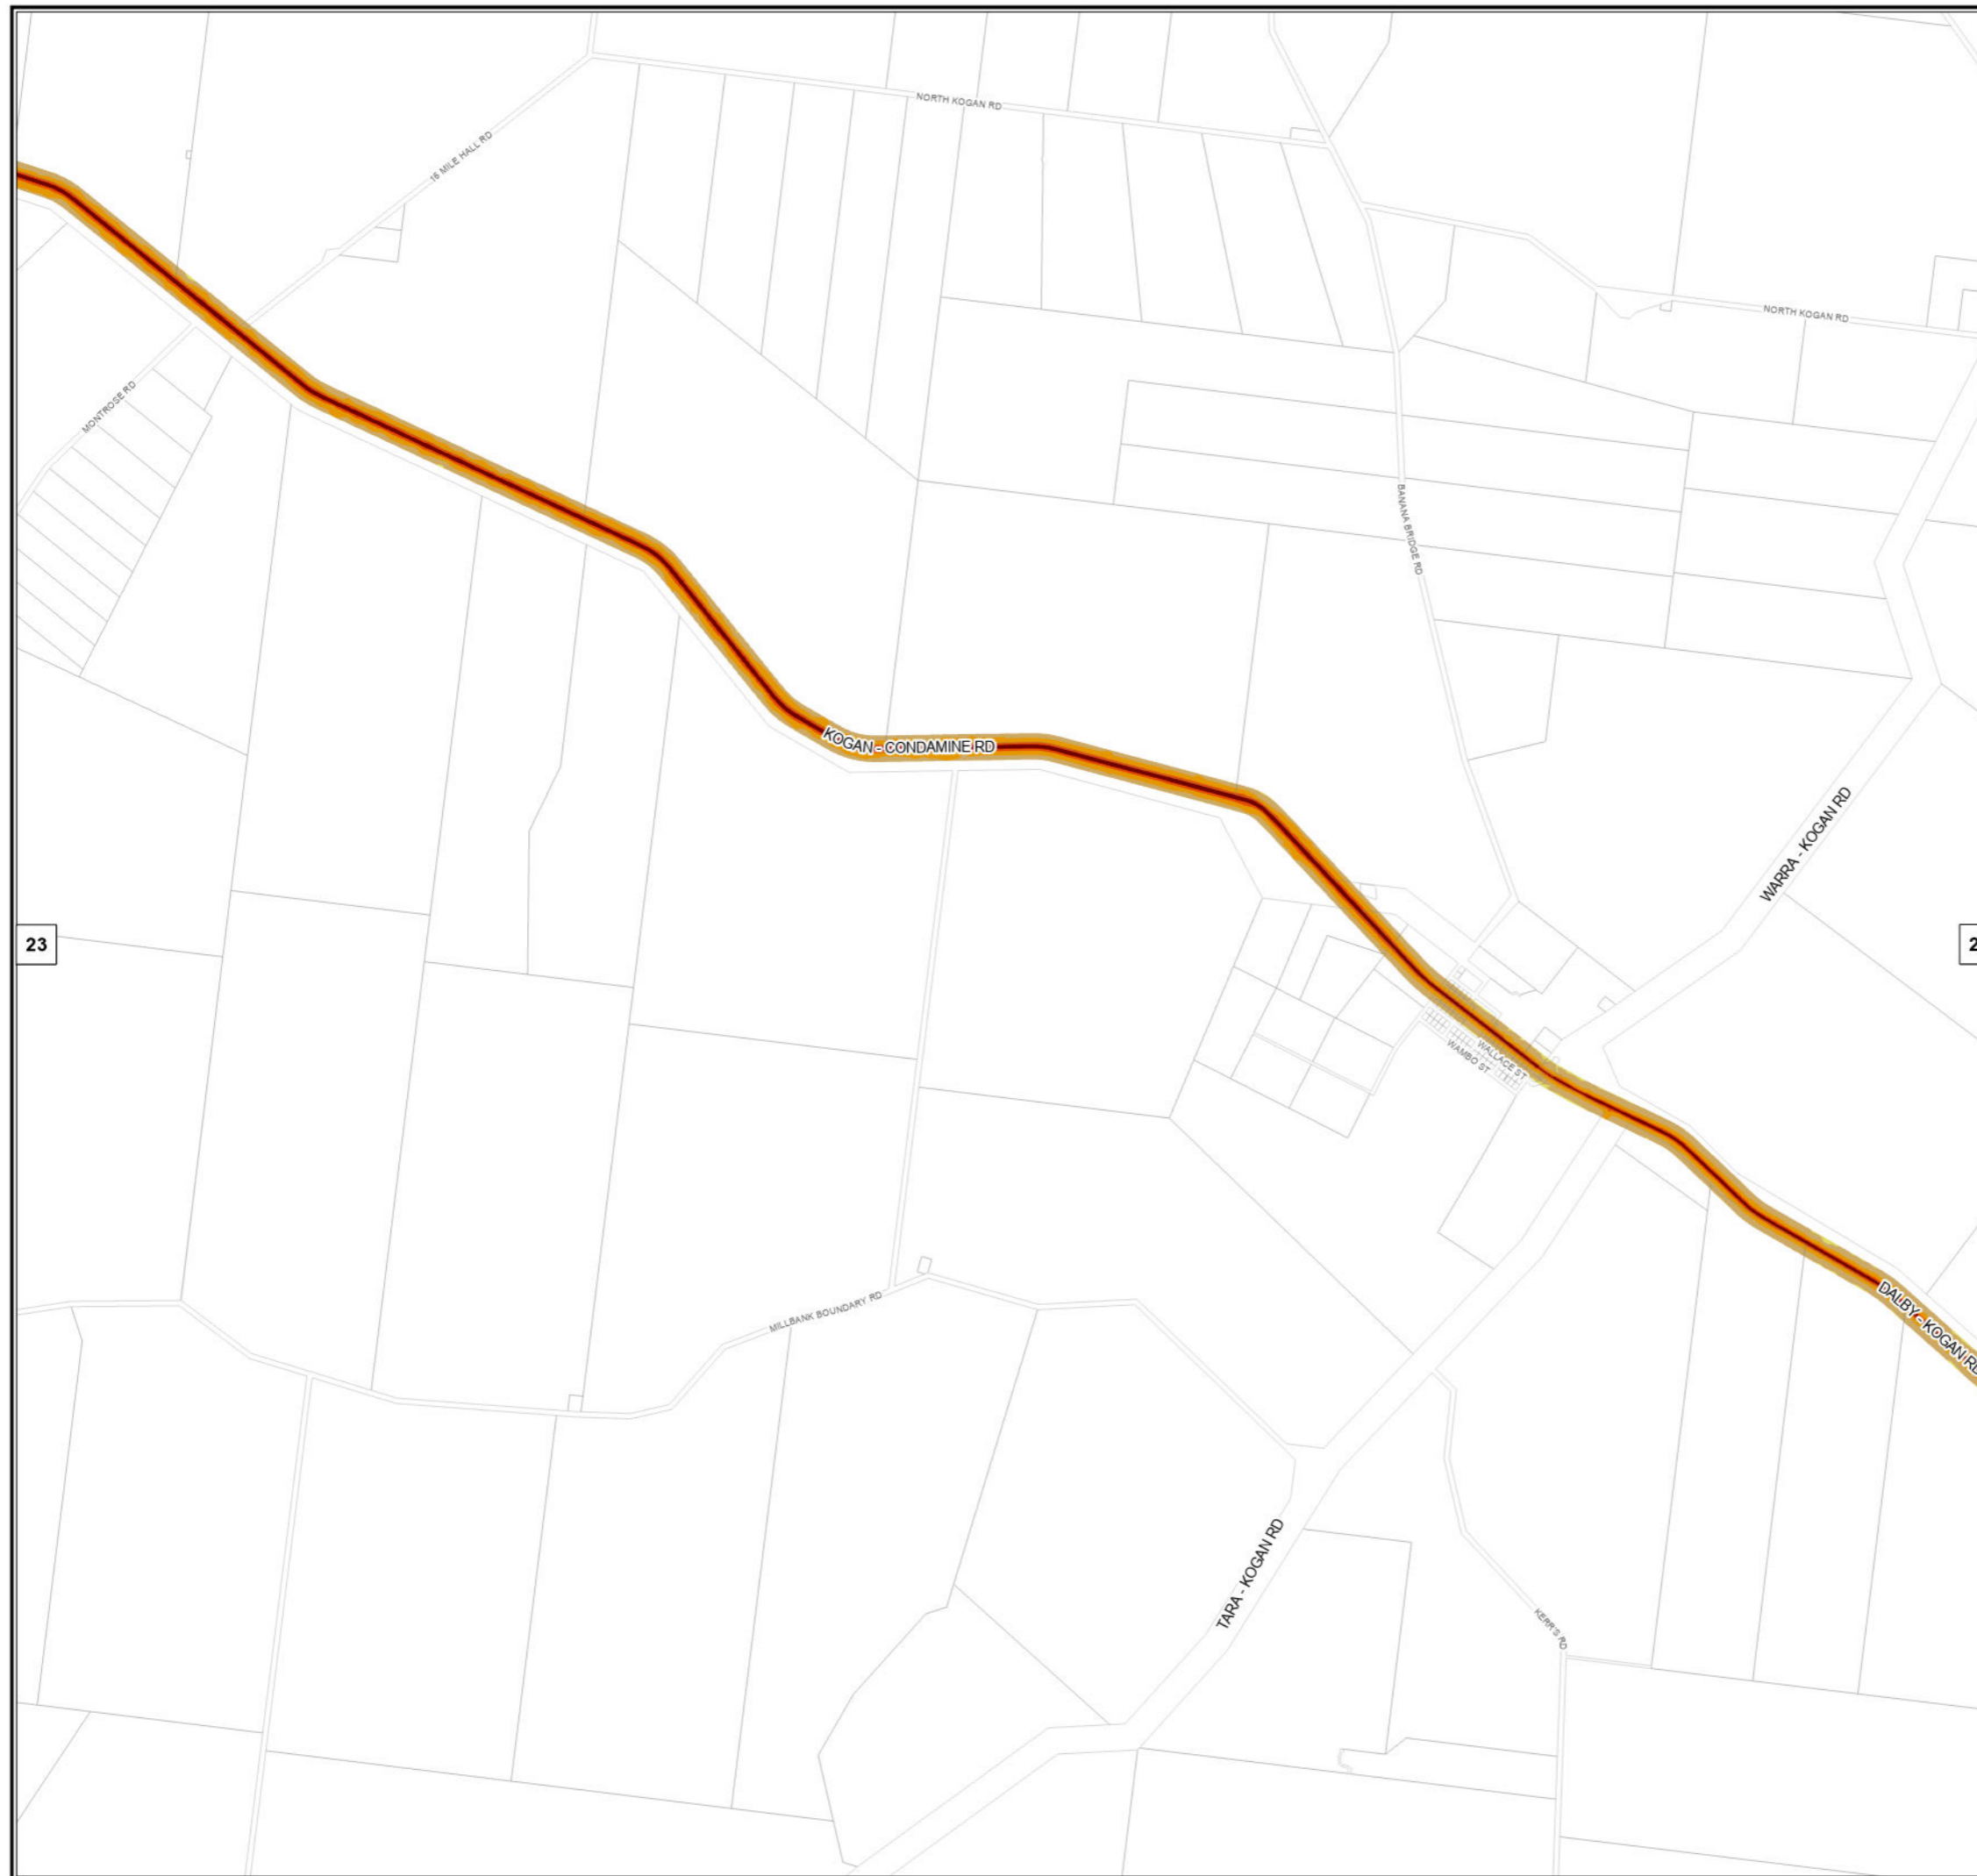 NORTH KOGAN RD
16 MILE HALL RD
NORTH KOGAN RD
MONTROSE RD
BANANA BRIDGE RD
KOGAN - CONDAMINE RD
WARRA - KOGAN RD
23
2
WALLACE ST
WAMBO ST
MILLBANK BOUNDARY RD
DALBY - KOGAN RD
TARA - KOGAN RD
KERR'S RD